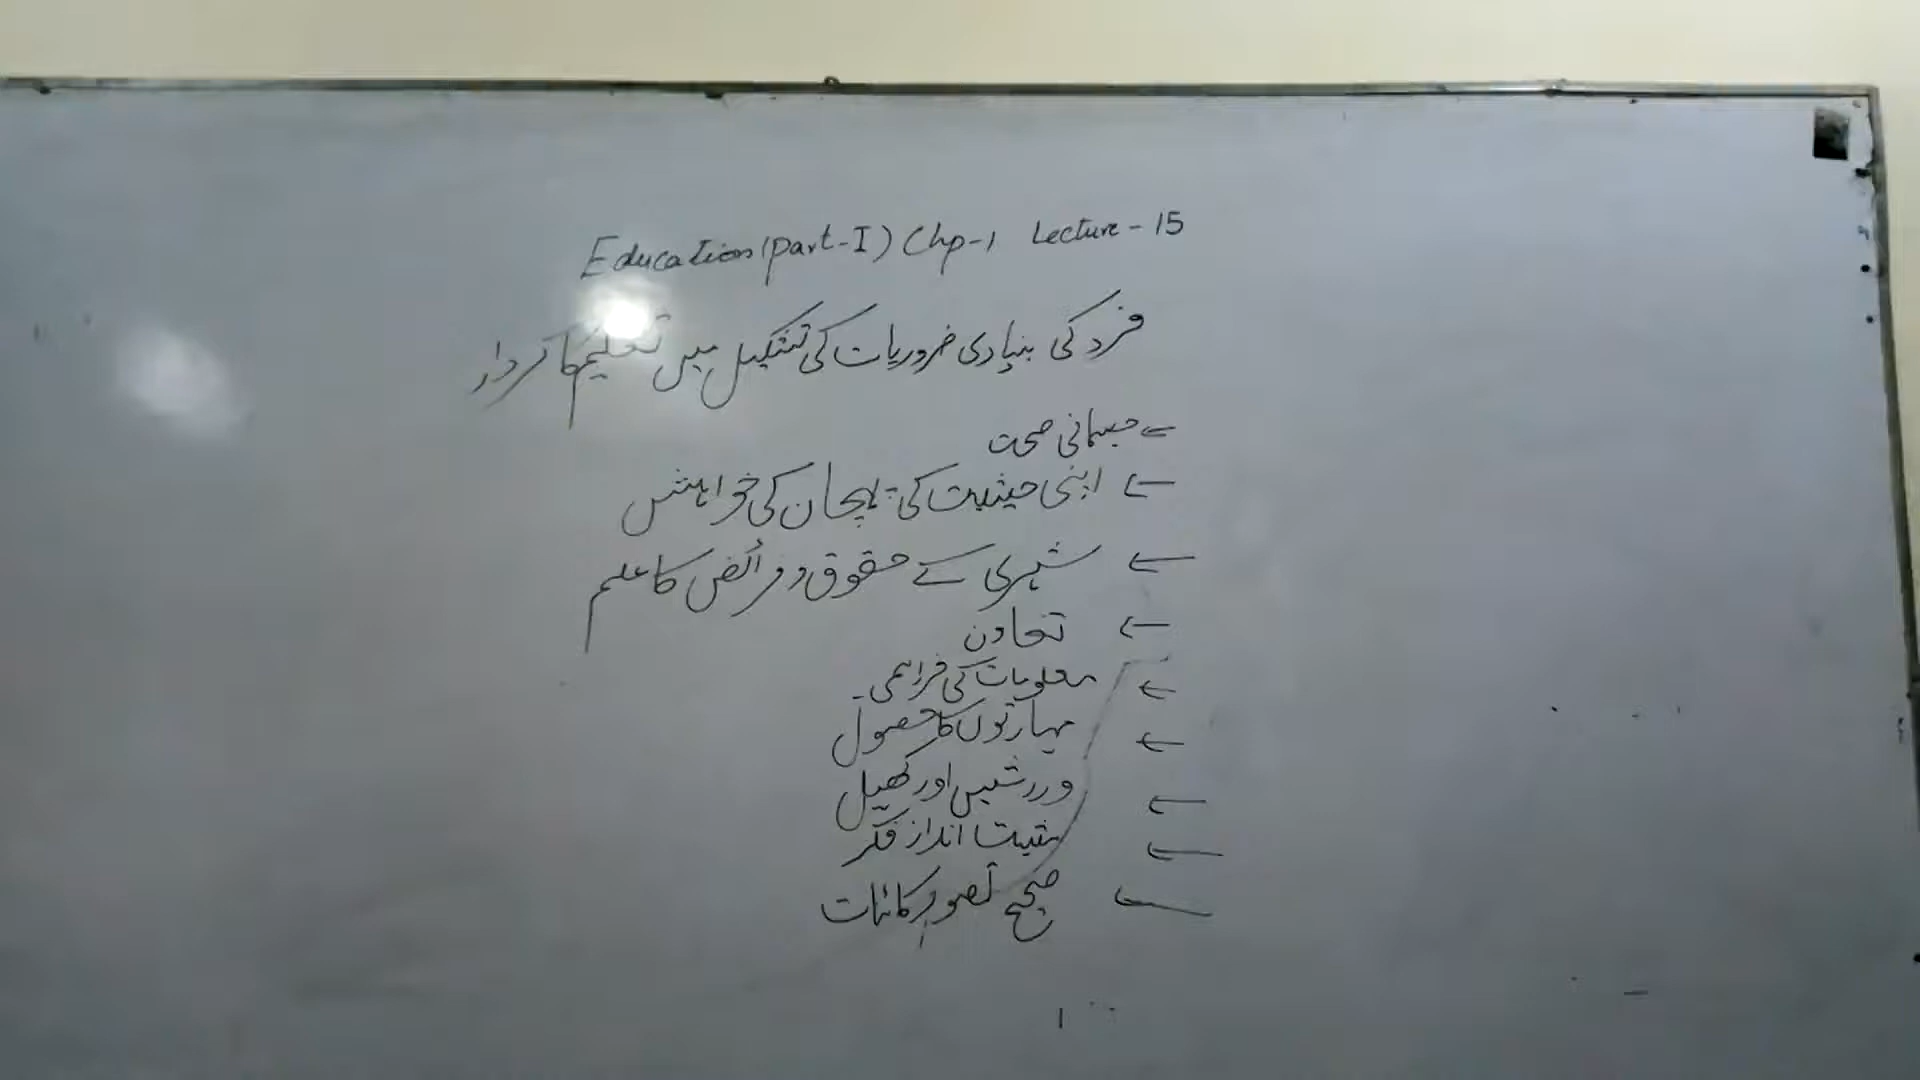 Education (Part-I) Chp-1 Lecture-15
فرد کی بنیادی ضروریات کی تشکیل میں تعلیم کا کردار
← جسمانی صحت
← اپنی حیثیت کی پہچان کی خواہش
← شہری کے حقوق و فرائض کا علم
← تعاون
← معلومات کی فراہمی
← مہارتوں کا حصول
← ورزشیں اور کھیل
← مثبت انداز فکر
← صحیح تصور کائنات